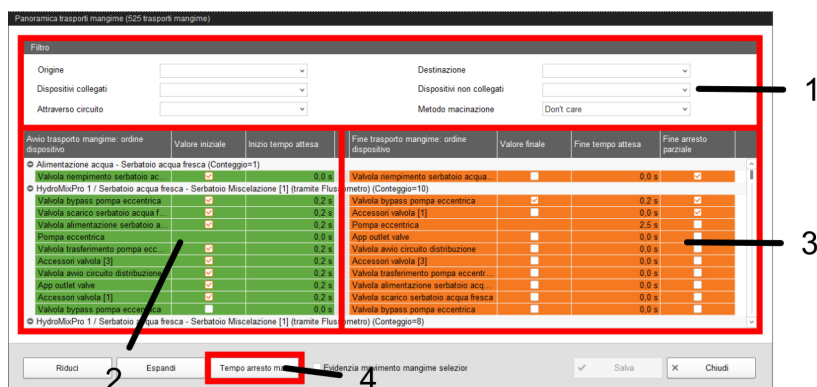 Panoramica trasporti mangime (525 trasporti mangime)
Filtro
Origine
Destinazione
Dispositivi collegati
Dispositivi non collegati
1
Attraverso circuito
Metodo macinazione
Don't care
Avvio trasporto mangime: ordine dispositivo
Valore iniziale
Inizio tempo attesa
Fine trasporto mangime: ordine dispositivo
Valore finale
Fine tempo attesa
Fine arresto parziale
Alimentazione acqua - Serbatoio acqua fresca (Conteggio=1)
Valvola riempimento serbatoio ac... 0,0 s Valvola riempimento serbatoio acqua... 0,0 s
HydroMixPro 1 / Serbatoio acqua fresca - Serbatoio Miscelazione [1] (tramite Flussometro) (Conteggio=10)
Valvola bypass pompa eccentrica 0,2 s Valvola bypass pompa eccentrica 0,2 s
Valvola scarico serbatoio acqua f... 0,2 s Accessori valvola [1] 0,0 s
Valvola alimentazione serbatoio a... 0,2 s Pompa eccentrica 2,5 s
Pompa eccentrica 0,0 s App outlet valve 0,0 s
3
Valvola trasferimento pompa ecc... 0,2 s Valvola avvio circuito distribuzione 0,0 s
Accessori valvola [3] 0,2 s Accessori valvola [3] 0,0 s
Valvola avvio circuito distribuzione 0,2 s Valvola trasferimento pompa eccentr... 0,0 s
App outlet valve 0,2 s Valvola alimentazione serbatoio acq... 0,0 s
Accessori valvola [1] 0,2 s Valvola scarico serbatoio acqua fresca 0,0 s
Valvola bypass pompa eccentrica 0,0 s Valvola bypass pompa eccentrica 0,0 s
HydroMixPro 1 / Serbatoio acqua fresca - Serbatoio Miscelazione [1] (tramite Flussometro) (Conteggio=8)
Riduci
Espandi
Tempo arresto
Evidenzia movimento mangime selezior
Salva
Chiudi
2
4